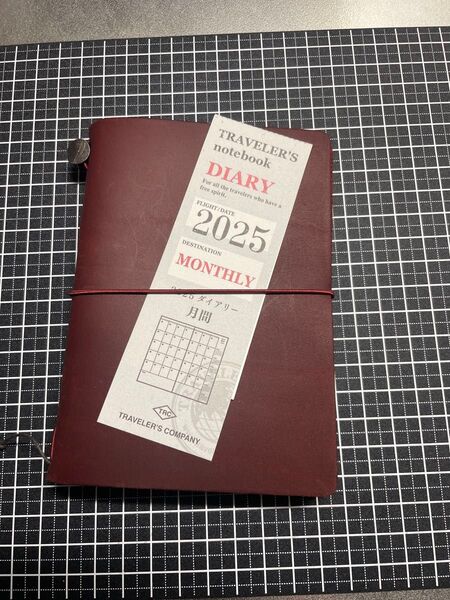 TRAVELER'S
notebook
DIARY
For all the travelers who have a
free spirit.
FLIGHT/DATE
2025
DESTINATION
MONTHLY
2025 ダイアリー
月間
TRC
TRAVELER'S COMPANY